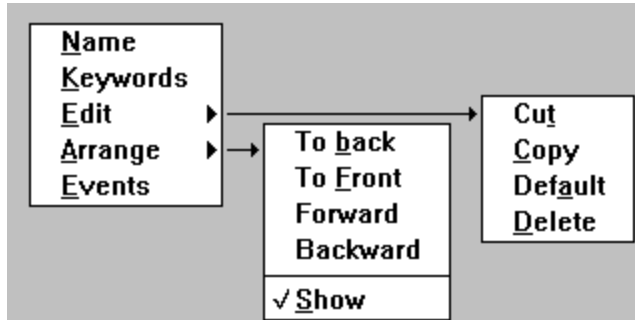 Name
Keywords
Edit
Arrange
Events
To back
To Front
Forward
Backward
✓ Show
Cut
Copy
Default
Delete